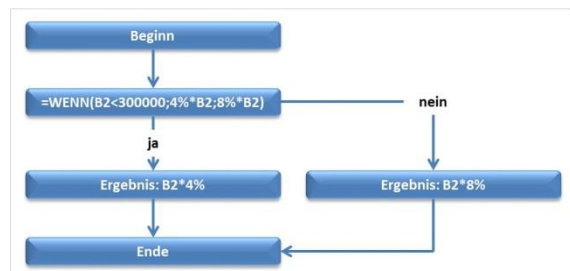 Beginn
=WENN(B2<300000;4%*B2;8%*B2)
nein
ja
Ergebnis: B2*4%
Ergebnis: B2*8%
Ende